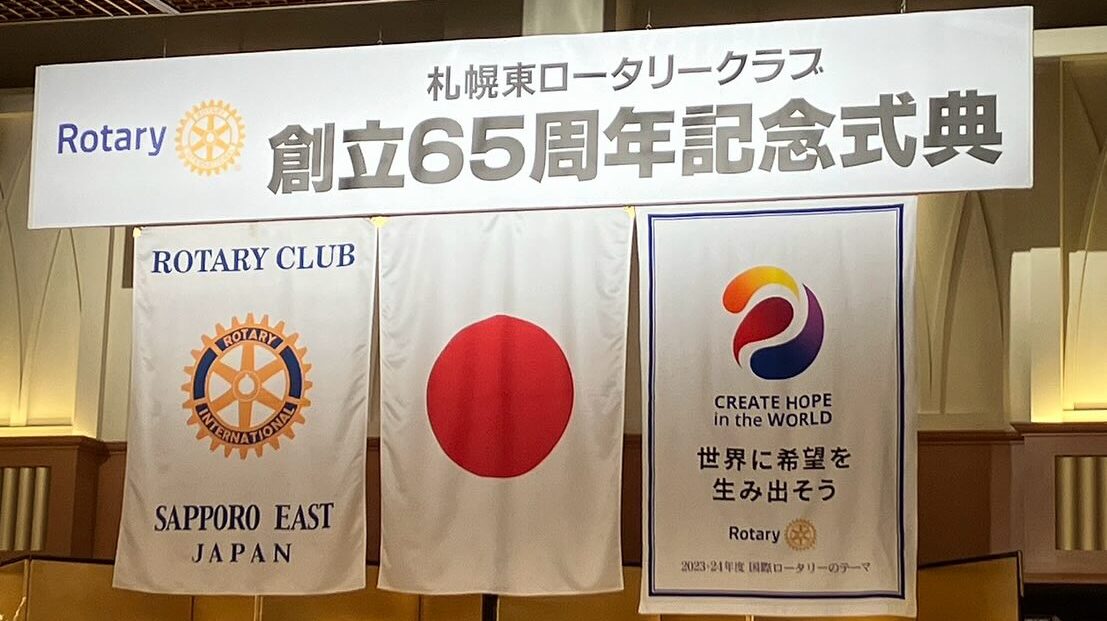 札幌東ロータリークラブ
Rotary
創立65周年記念式典
ROTARY CLUB
ROTARY
INTERNATIONAL
SAPPORO EAST
JAPAN
CREATE HOPE
in the WORLD
世界に希望を
生み出そう
Rotary
2023-24年度 国際ロータリーのテーマ